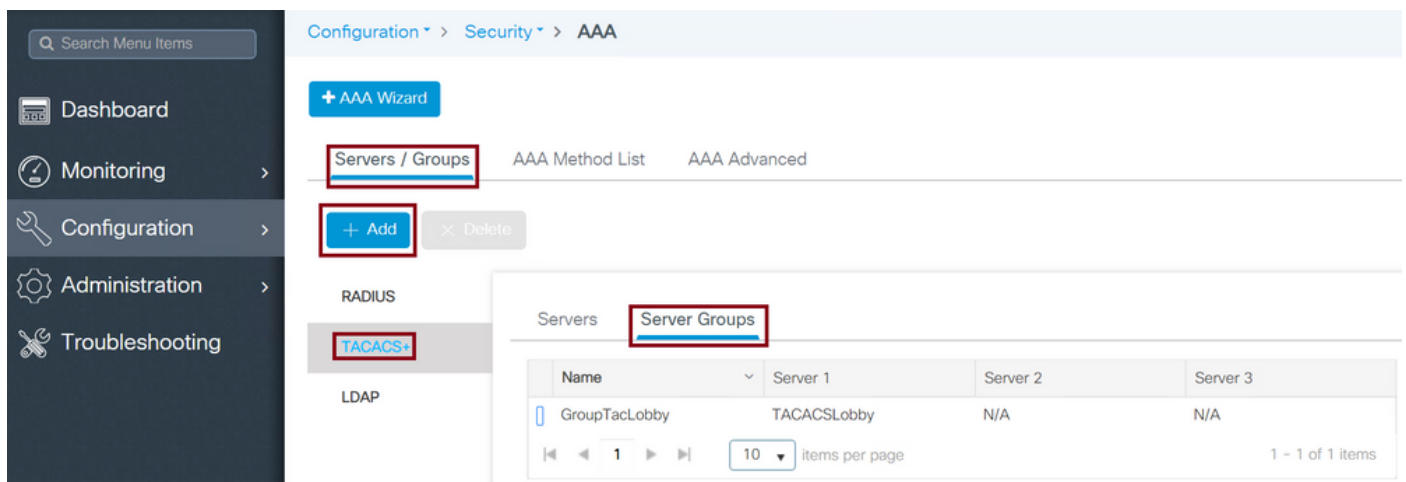 Search Menu Items
Dashboard
Monitoring
Configuration
Administration
Troubleshooting
Configuration > Security > AAA
+ AAA Wizard
Servers / Groups AAA Method List AAA Advanced
+ Add × Delete
RADIUS
TACACS+
LDAP
Servers Server Groups
Name Server 1 Server 2 Server 3
GroupTacLobby TACACSLobby N/A N/A
1 10 items per page 1 - 1 of 1 items